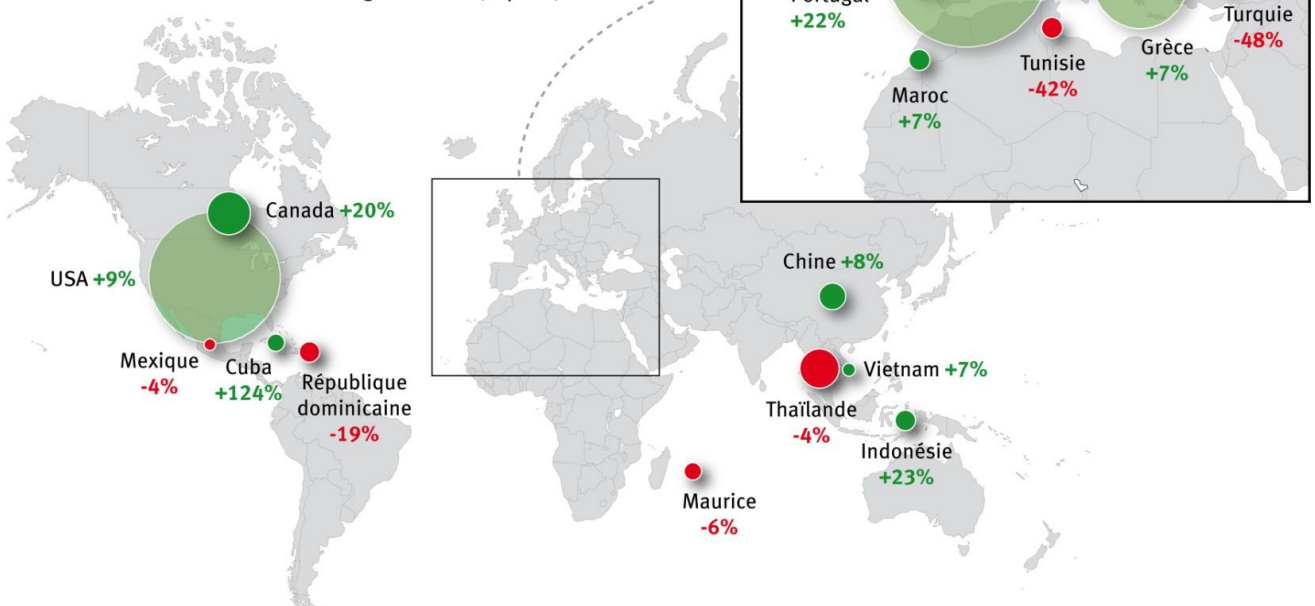 +22%
Turquie
-48%
Grèce
+7%
Tunisie
-42%
Maroc
+7%
Canada +20%
USA +9%
Chine +8%
Mexique
-4%
Cuba
+124%
République
dominicaine
-19%
Vietnam +7%
Thaïlande
-4%
Indonésie
+23%
Maurice
-6%